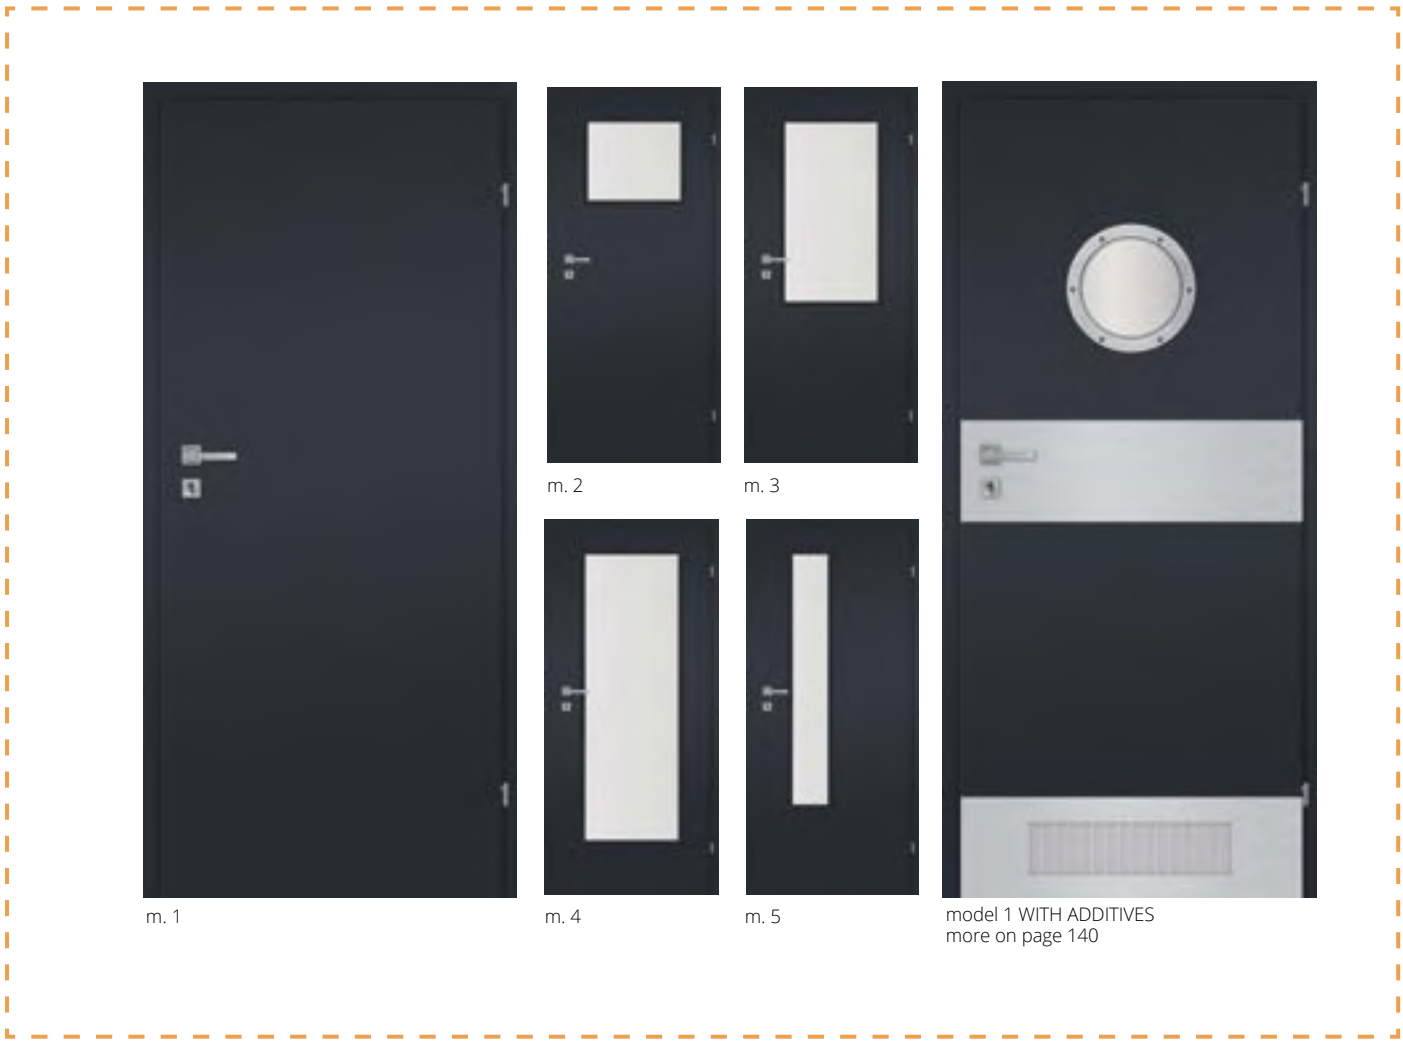 m. 2
m. 3
m. 1
m. 4
m. 5
model 1 WITH ADDITIVES
more on page 140